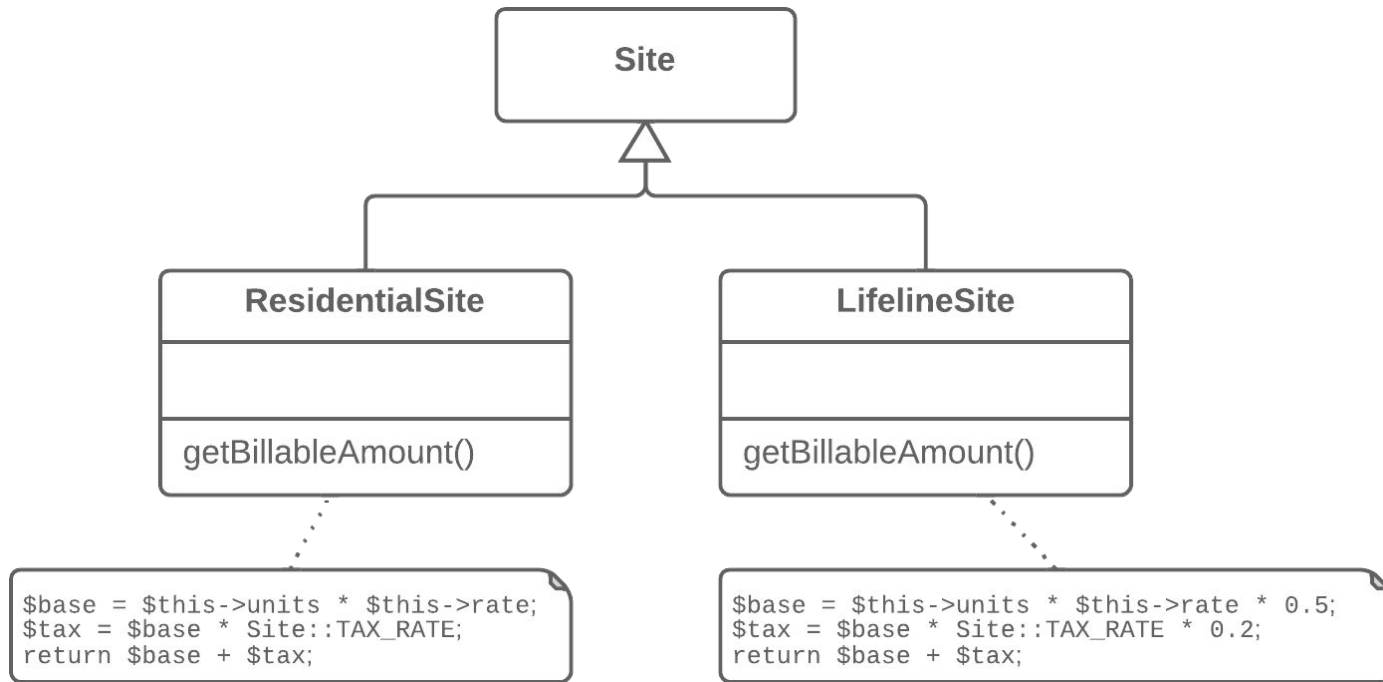 Site
ResidentialSite
getBillableAmount()
$base = $this->units * $this->rate;
$tax = $base * Site::TAX_RATE;
return $base + $tax;
LifelineSite
getBillableAmount()
$base = $this->units * $this->rate * 0.5;
$tax = $base * Site::TAX_RATE * 0.2;
return $base + $tax;